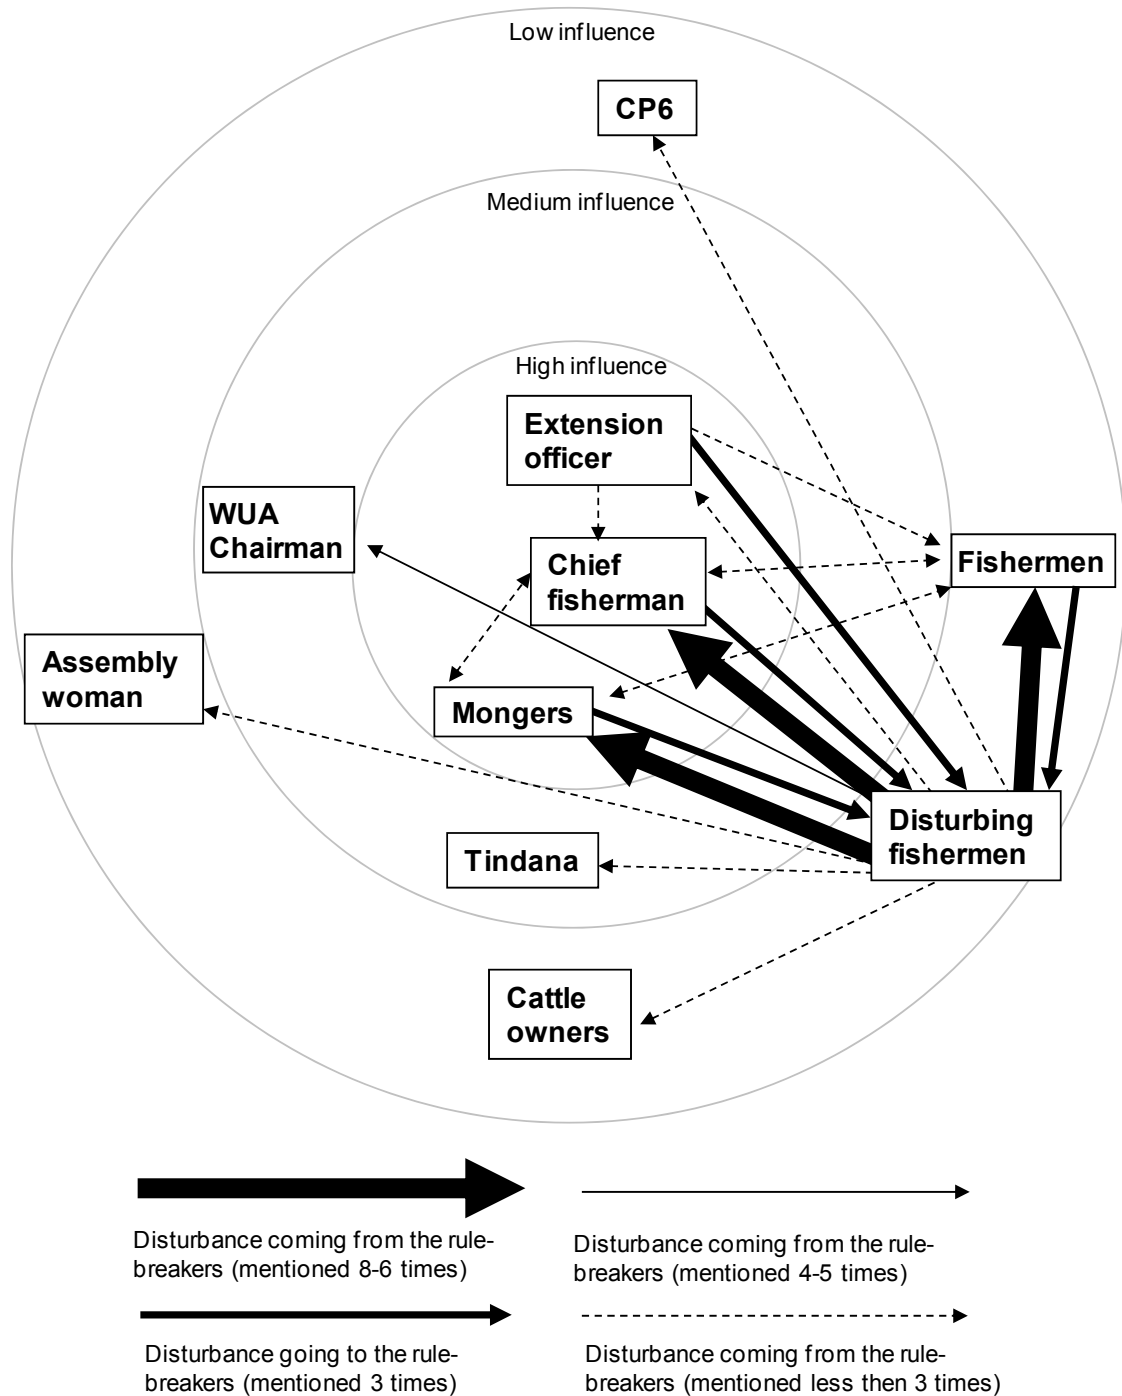 Low influence
CP6
Medium influence
High influence
Extension
officer
WUA
Chairman
Chief
fisherman
Fishermen
Assembly
woman
Mongers
Disturbing
fishermen
Tindana
Cattle
owners
Disturbance coming from the rule-
breakers (mentioned 8-6 times)
Disturbance coming from the rule-
breakers (mentioned 4-5 times)
Disturbance going to the rule-
breakers (mentioned 3 times)
Disturbance coming from the rule-
breakers (mentioned less then 3 times)